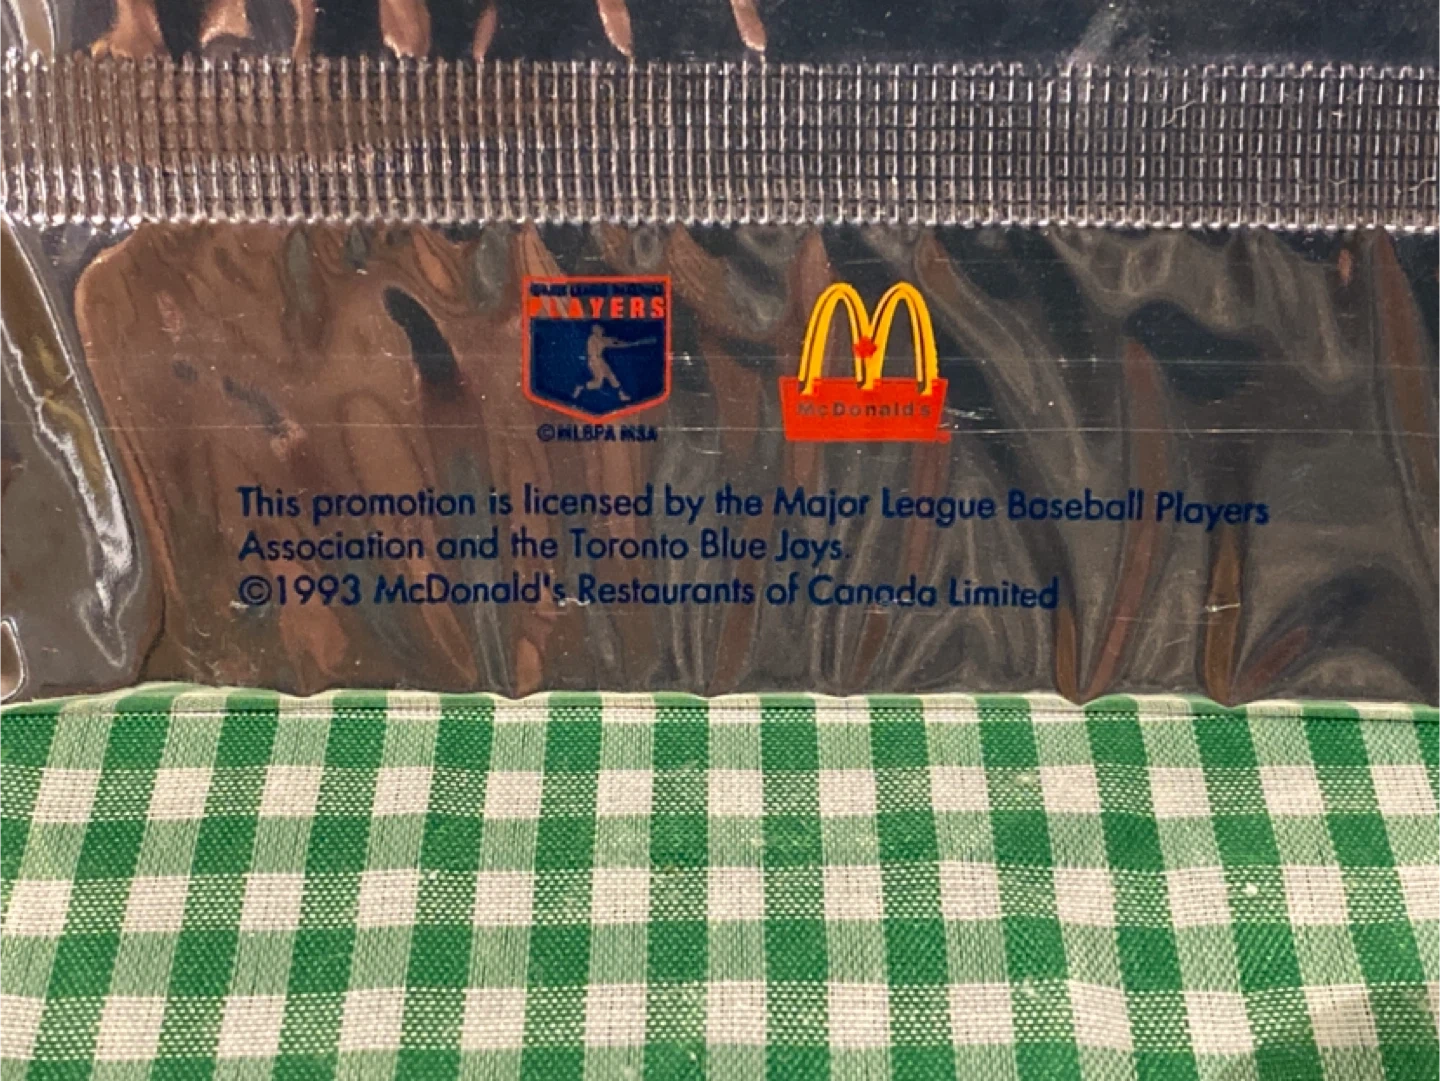 PLAYERS
©MLBPA MSA
McDonald's
This promotion is licensed by the Major League Baseball Players
Association and the Toronto Blue Jays.
©1993 McDonald's Restaurants of Canada Limited